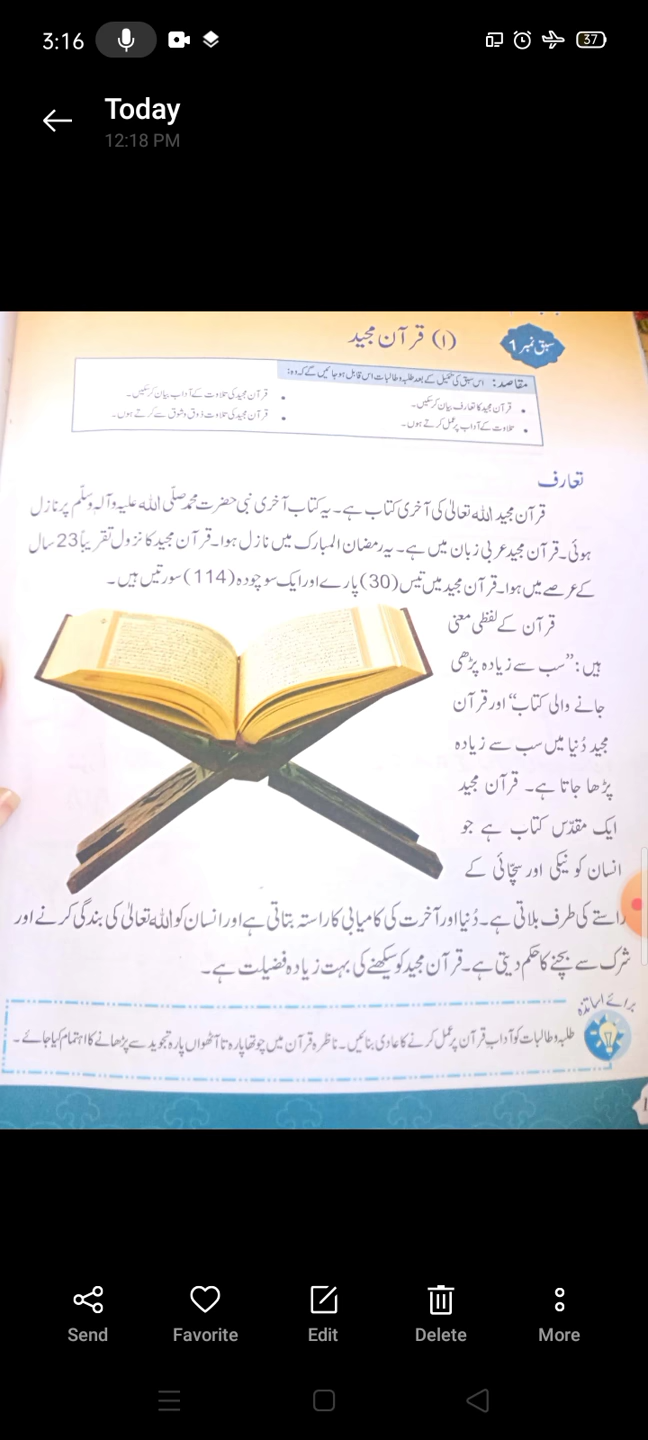 3:16
37
Today
12:18 PM
سبق نمبر 1
(۱) قرآن مجید
مقاصد: اس سبق کی تکمیل کے بعد طلبہ و طالبات اس قابل ہو جائیں گے کہ وہ:
قرآن مجید کا تعارف بیان کر سکیں۔
تلاوت کے آداب پر عمل کرتے ہوں۔
قرآن مجید کی تلاوت کے آداب بیان کر سکیں۔
قرآن مجید کی تلاوت ذوق و شوق سے کرتے ہوں۔
تعارف
قرآن مجید اللہ تعالیٰ کی آخری کتاب ہے۔ یہ کتاب آخری نبی حضرت محمد صلّی اللہ علیہ وآلہٖ وسلّم پر نازل
ہوئی۔ قرآن مجید عربی زبان میں ہے۔ یہ رمضان المبارک میں نازل ہوا۔ قرآن مجید کا نزول تقریباً 23 سال
کے عرصے میں ہوا۔ قرآن مجید میں تیس (30) پارے اور ایک سو چودہ (114) سورتیں ہیں۔
قرآن کے لفظی معنی
ہیں: ”سب سے زیادہ پڑھی
جانے والی کتاب“ اور قرآن
مجید دُنیا میں سب سے زیادہ
پڑھا جاتا ہے۔ قرآن مجید
ایک مقدّس کتاب ہے جو
انسان کو نیکی اور سچّائی کے
راستے کی طرف بلاتی ہے۔ دُنیا اور آخرت کی کامیابی کا راستہ بتاتی ہے اور انسان کو اللہ تعالیٰ کی بندگی کرنے اور
شرک سے بچنے کا حکم دیتی ہے۔ قرآن مجید کو سیکھنے کی بہت زیادہ فضیلت ہے۔
برائے اساتذہ
طلبہ و طالبات کو آدابِ قرآن پر عمل کرنے کا عادی بنائیں۔ ناظرہ قرآن میں چوتھا پارہ تا آٹھواں پارہ تجوید سے پڑھانے کا اہتمام کیا جائے۔
1
Send
Favorite
Edit
Delete
More